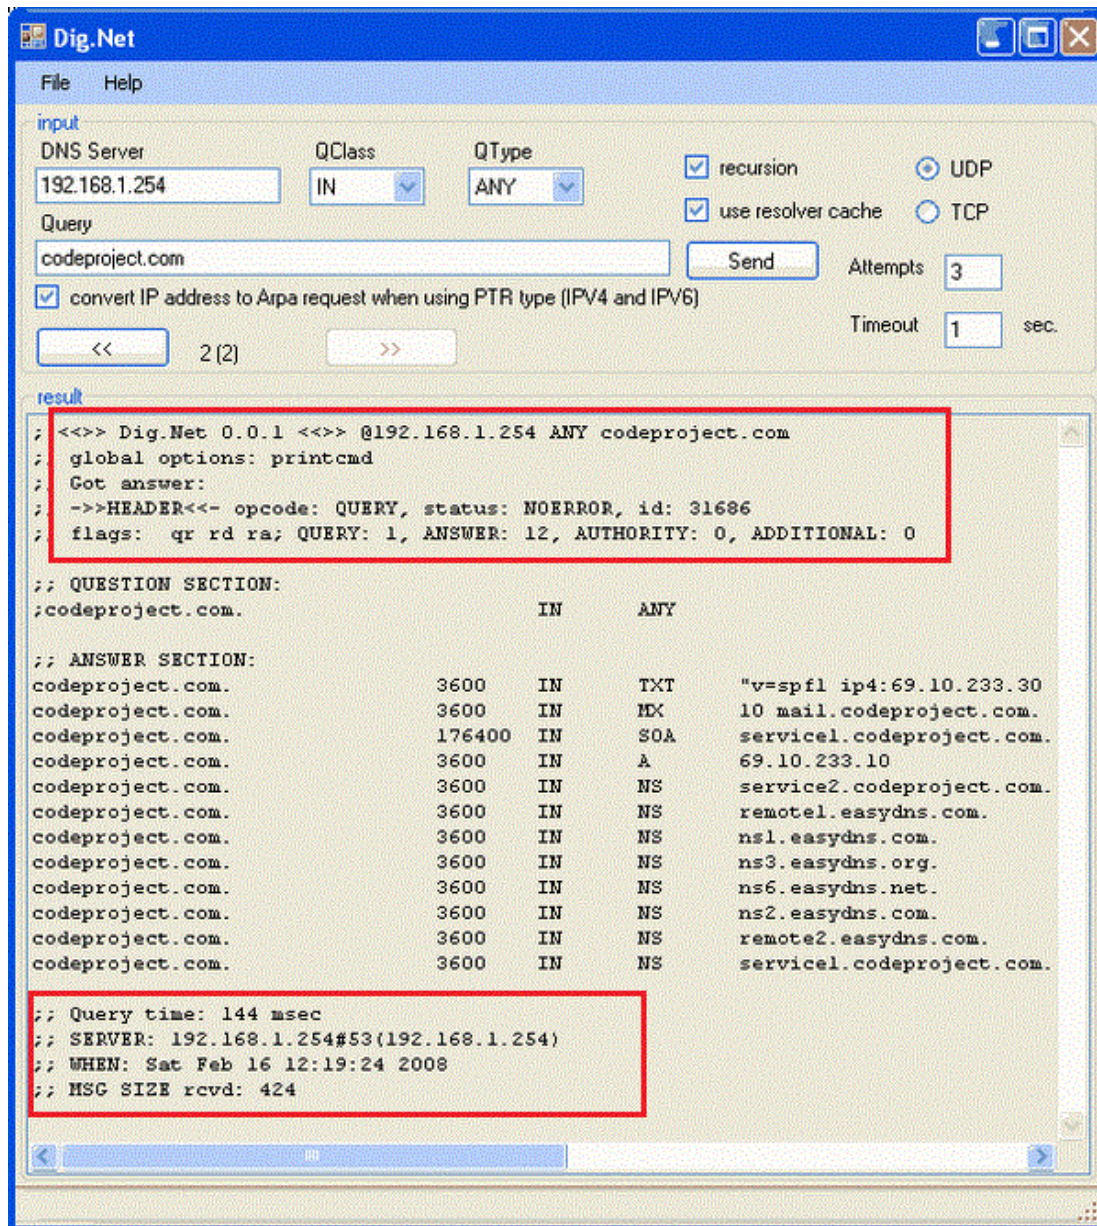 Dig.Net
File Help
input
DNS Server QClass QType
recursion UDP
192.168.1.254 IN ANY
use resolver cache TCP
Query
codeproject.com Send Attempts 3
convert IP address to Arpa request when using PTR type (IPV4 and IPV6)
Timeout 1 sec.
<< 2 (2) >>
result
; <<>> Dig.Net 0.0.1 <<>> @192.168.1.254 ANY codeproject.com
;; global options: printcmd
;; Got answer:
;; ->>HEADER<<- opcode: QUERY, status: NOERROR, id: 31686
;; flags: qr rd ra; QUERY: 1, ANSWER: 12, AUTHORITY: 0, ADDITIONAL: 0
;; QUESTION SECTION:
;codeproject.com. IN ANY
;; ANSWER SECTION:
codeproject.com. 3600 IN TXT "v=spf1 ip4:69.10.233.30
codeproject.com. 3600 IN MX 10 mail.codeproject.com.
codeproject.com. 176400 IN SOA service1.codeproject.com.
codeproject.com. 3600 IN A 69.10.233.10
codeproject.com. 3600 IN NS service2.codeproject.com.
codeproject.com. 3600 IN NS remote1.easydns.com.
codeproject.com. 3600 IN NS ns1.easydns.com.
codeproject.com. 3600 IN NS ns3.easydns.org.
codeproject.com. 3600 IN NS ns6.easydns.net.
codeproject.com. 3600 IN NS ns2.easydns.com.
codeproject.com. 3600 IN NS remote2.easydns.com.
codeproject.com. 3600 IN NS service1.codeproject.com.
;; Query time: 144 msec
;; SERVER: 192.168.1.254#53(192.168.1.254)
;; WHEN: Sat Feb 16 12:19:24 2008
;; MSG SIZE rcvd: 424